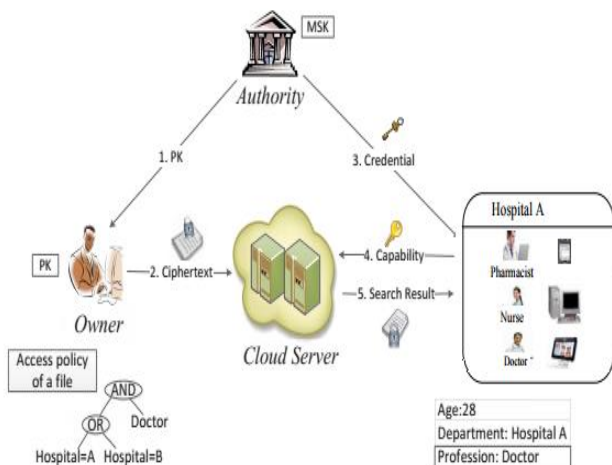 MSK
Authority
1. PK
3. Credential
Hospital A
PK
2. Ciphertext
4. Capability
5. Search Result
Pharmacist
Nurse
Doctor
Owner
Cloud Server
Access policy
of a file
AND
OR
Doctor
Hospital=A Hospital=B
Age:28
Department: Hospital A
Profession: Doctor